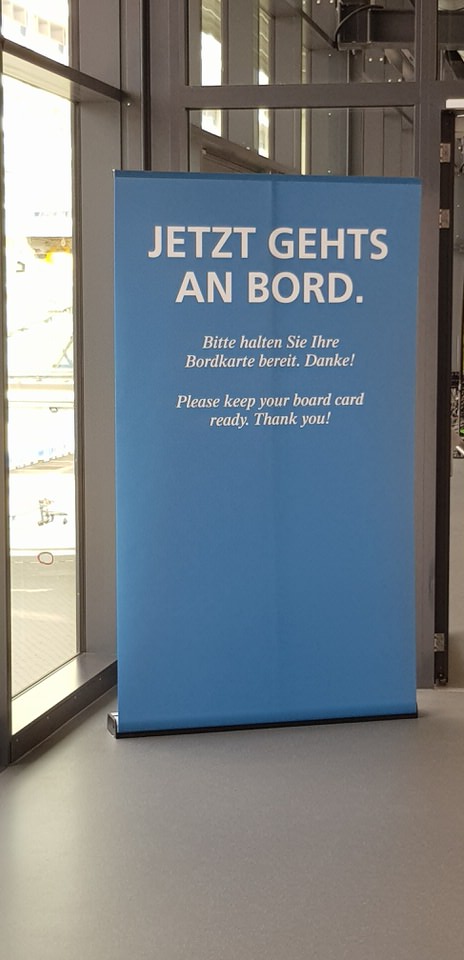 JETZT GEHTS
AN BORD.
Bitte halten Sie Ihre
Bordkarte bereit. Danke!
Please keep your board card
ready. Thank you!